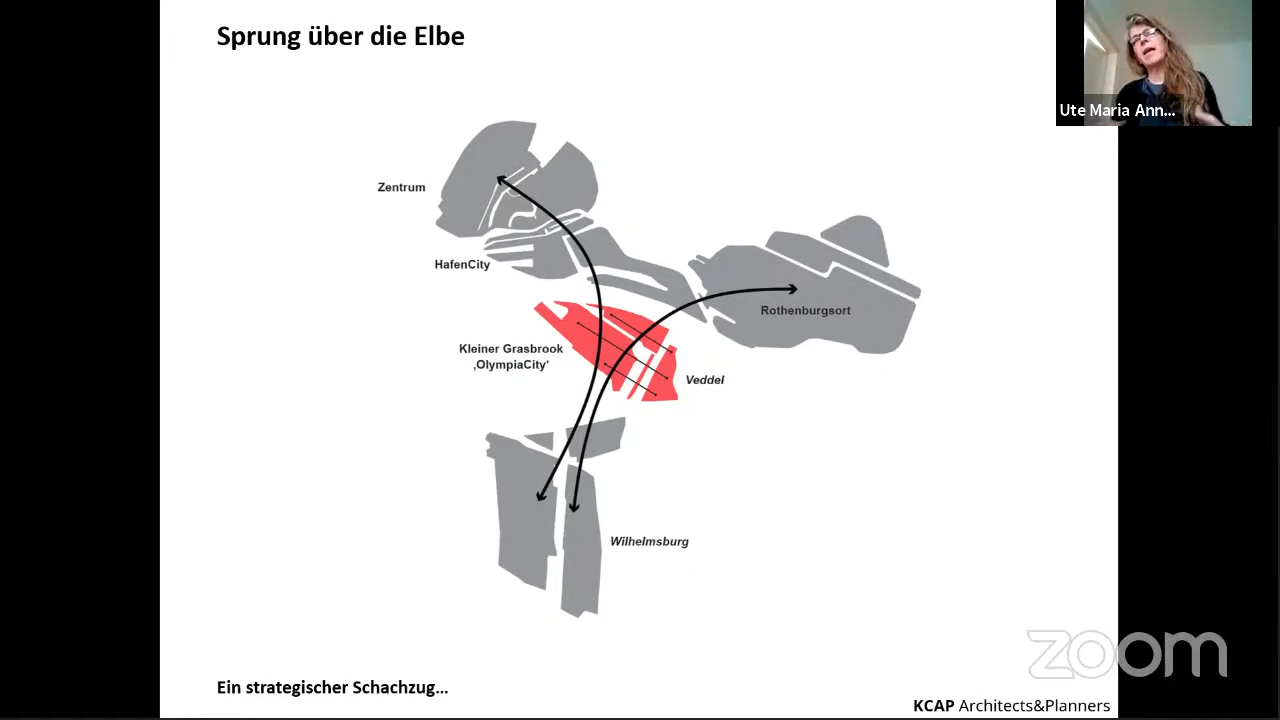 Sprung über die Elbe
Ute Maria Ann...
Zentrum
HafenCity
Rothenburgsort
Kleiner Grasbrook
‚OlympiaCity‘
Veddel
Wilhelmsburg
zoom
Ein strategischer Schachzug...
KCAP Architects&Planners